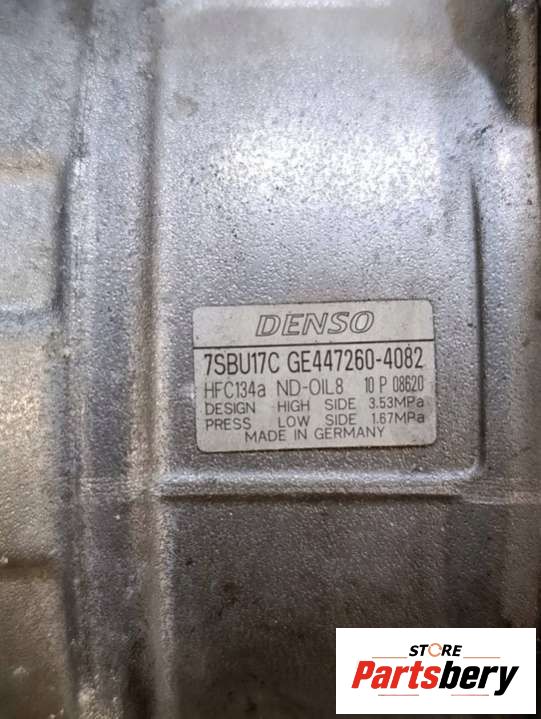 DENSO
7SBU17C GE447260-4082
HFC134a ND-OIL8 10 P 08620
DESIGN HIGH SIDE 3.53MPa
PRESS LOW SIDE 1.67MPa
MADE IN GERMANY
STORE
Partsbery